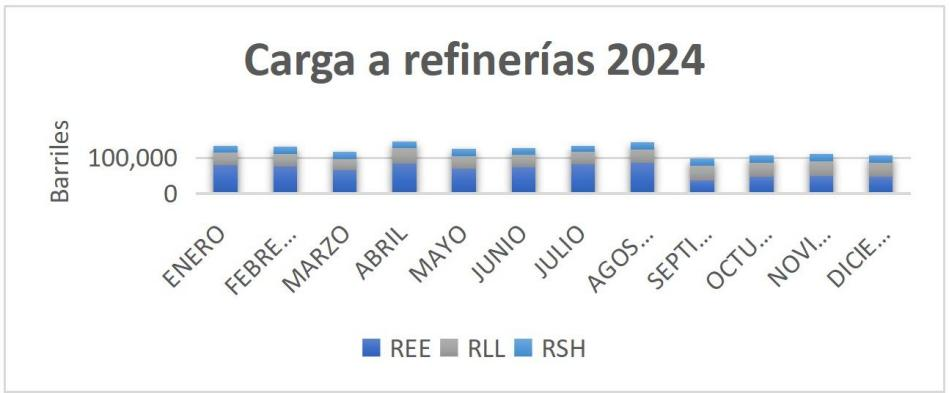 Carga a refinerías 2024
Barriles
100,000
0
ENERO
FEBRE...
MARZO
ABRIL
MAYO
JUNIO
JULIO
AGOS...
SEPTI...
OCTU...
NOVI...
DICIE...
REE RLL RSH